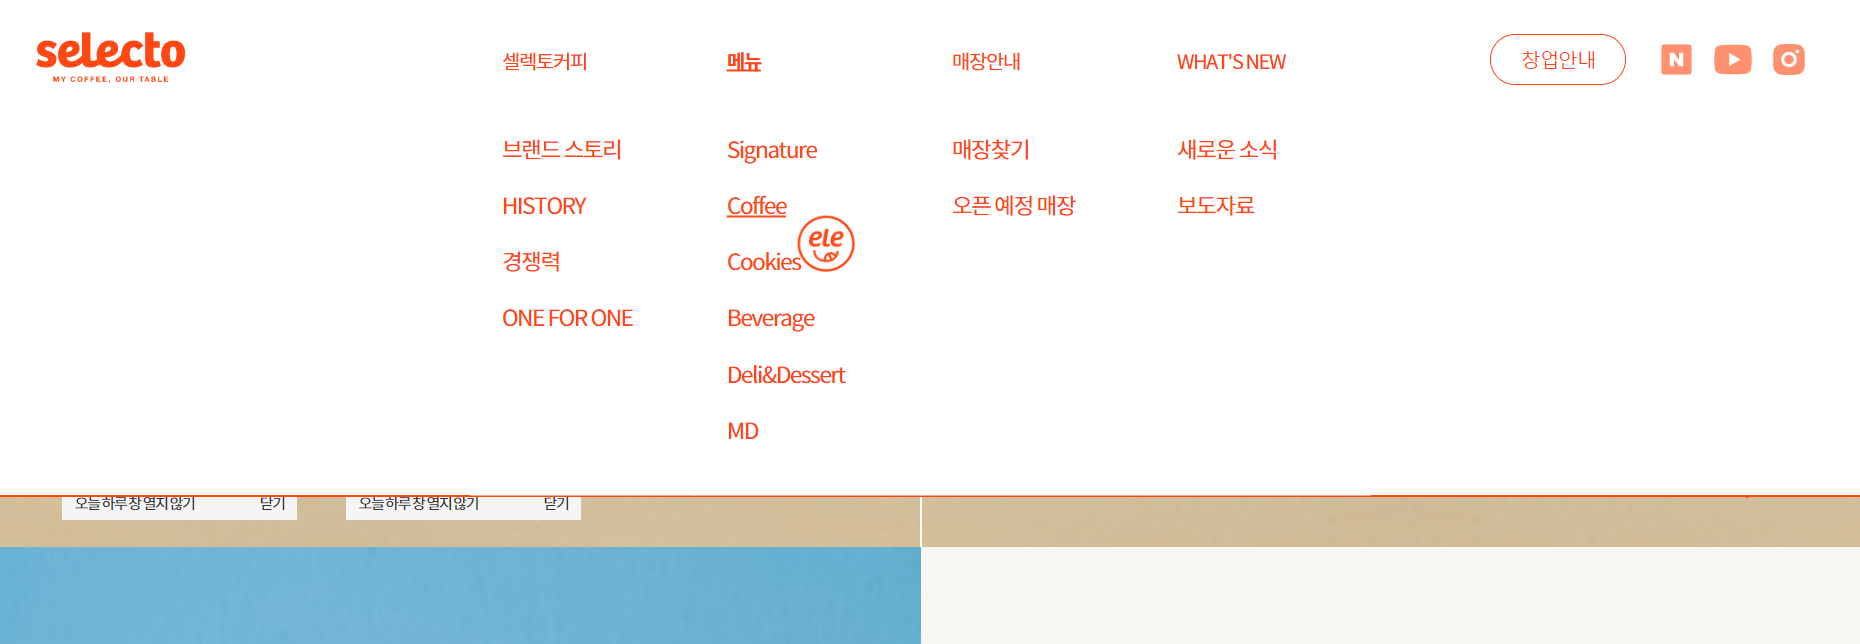 selecto
MY COFFEE, OUR TABLE
셀렉토커피
메뉴
매장안내
WHAT'S NEW
창업안내
N
브랜드 스토리
HISTORY
경쟁력
ONE FOR ONE
Signature
Coffee
Cookies
ele
Beverage
Deli&Dessert
MD
매장찾기
오픈 예정 매장
새로운 소식
보도자료
오늘하루 창 열지않기 닫기
오늘하루 창 열지않기 닫기